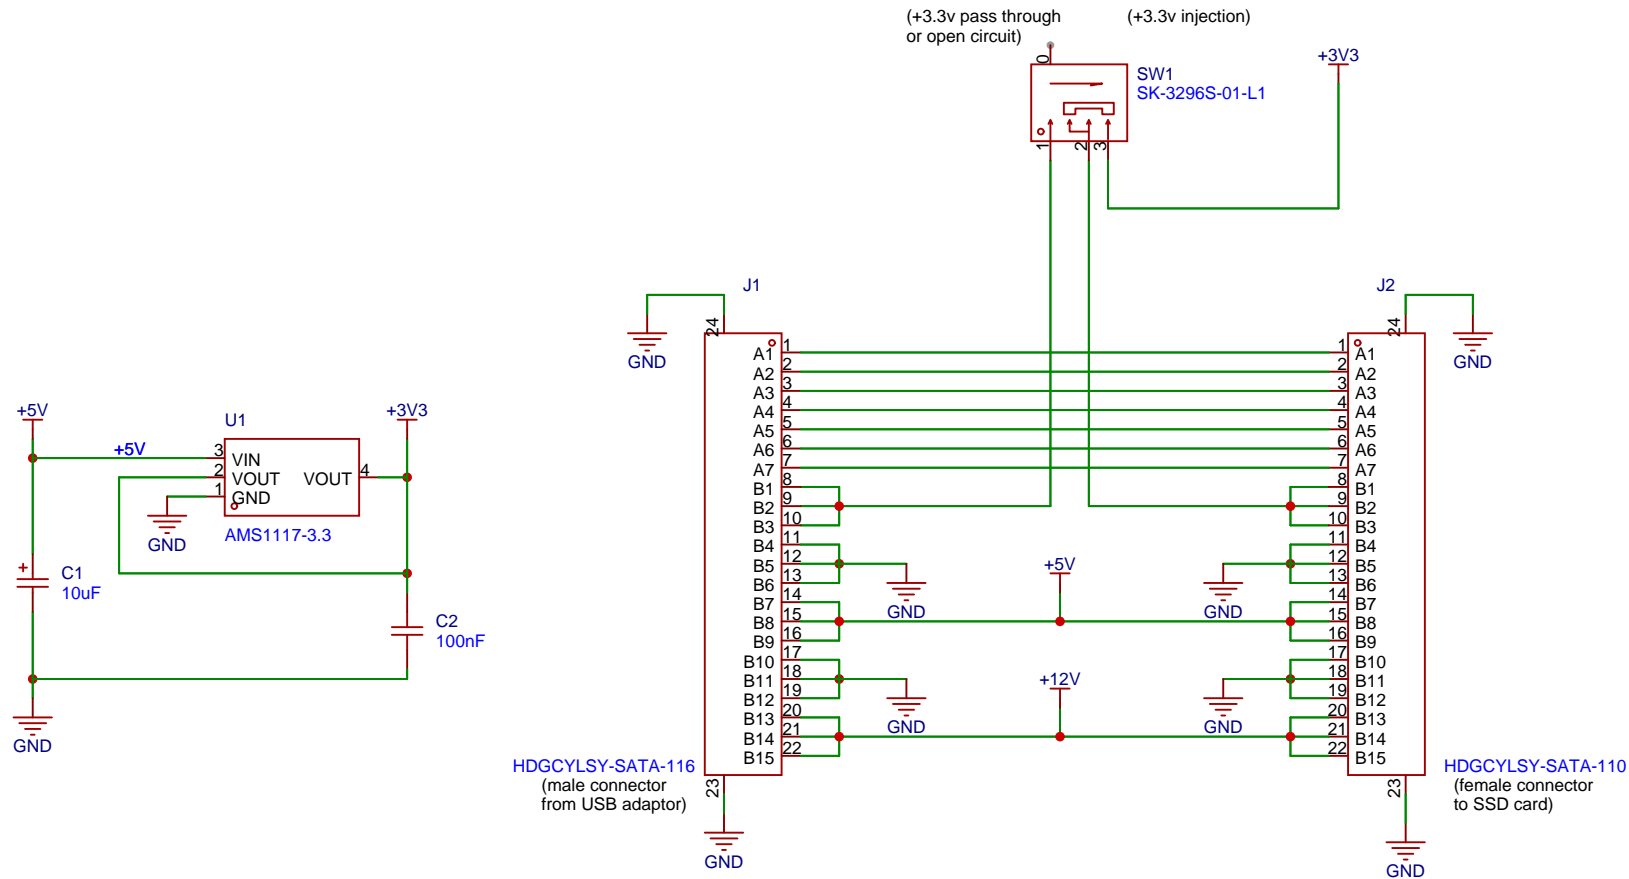 (+3.3v pass through
or open circuit)
(+3.3v injection)
0
SW1
SK-3296S-01-L1
1
2
3
+3V3
J1
24
GND
A1 1
A2 2
A3 3
A4 4
A5 5
A6 6
A7 7
B1 8
B2 9
B3 10
B4 11
B5 12
B6 13
B7 14
B8 15
B9 16
B10 17
B11 18
B12 19
B13 20
B14 21
B15 22
23
GND
HDGCYLSY-SATA-116
(male connector
from USB adaptor)
GND
GND
+5V
+12V
GND
GND
J2
24
GND
1 A1
2 A2
3 A3
4 A4
5 A5
6 A6
7 A7
8 B1
9 B2
10 B3
11 B4
12 B5
13 B6
14 B7
15 B8
16 B9
17 B10
18 B11
19 B12
20 B13
21 B14
22 B15
23
GND
HDGCYLSY-SATA-110
(female connector
to SSD card)
+5V
+5V
U1
3 VIN
2 VOUT
1 GND
VOUT 4
AMS1117-3.3
GND
+3V3
+
C1
10uF
C2
100nF
GND